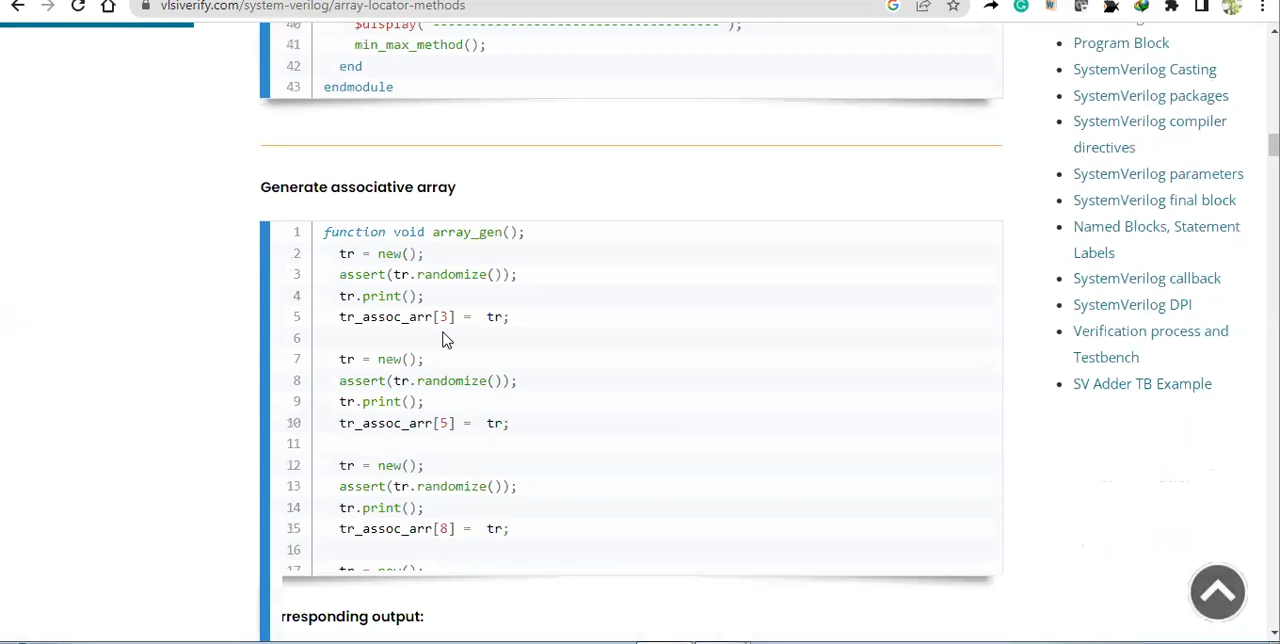 vlsiverify.com/system-verilog/array-locator-methods
40 $display("-------------------------------------");
41 min_max_method();
42 end
43 endmodule
Generate associative array
1 function void array_gen();
2 tr = new();
3 assert(tr.randomize());
4 tr.print();
5 tr_assoc_arr[3] = tr;
6
7 tr = new();
8 assert(tr.randomize());
9 tr.print();
10 tr_assoc_arr[5] = tr;
11
12 tr = new();
13 assert(tr.randomize());
14 tr.print();
15 tr_assoc_arr[8] = tr;
16
17 tr = new();
rresponding output:
Program Block
SystemVerilog Casting
SystemVerilog packages
SystemVerilog compiler
directives
SystemVerilog parameters
SystemVerilog final block
Named Blocks, Statement
Labels
SystemVerilog callback
SystemVerilog DPI
Verification process and
Testbench
SV Adder TB Example